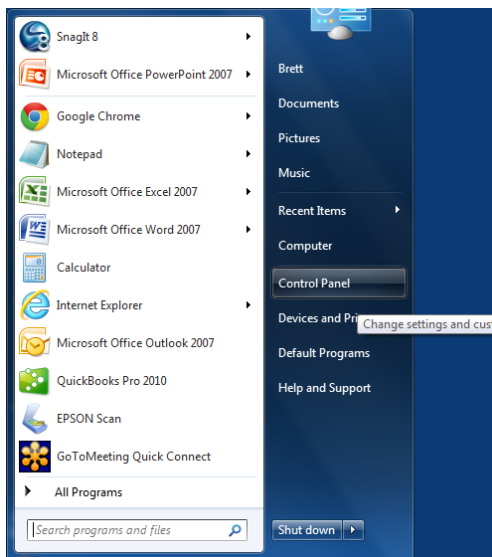 SnagIt 8
Microsoft Office PowerPoint 2007
Google Chrome
Notepad
Microsoft Office Excel 2007
Microsoft Office Word 2007
Calculator
Internet Explorer
Microsoft Office Outlook 2007
QuickBooks Pro 2010
EPSON Scan
GoToMeeting Quick Connect
All Programs
Search programs and files
Brett
Documents
Pictures
Music
Recent Items
Computer
Control Panel
Devices and Pri
Change settings and cus
Default Programs
Help and Support
Shut down